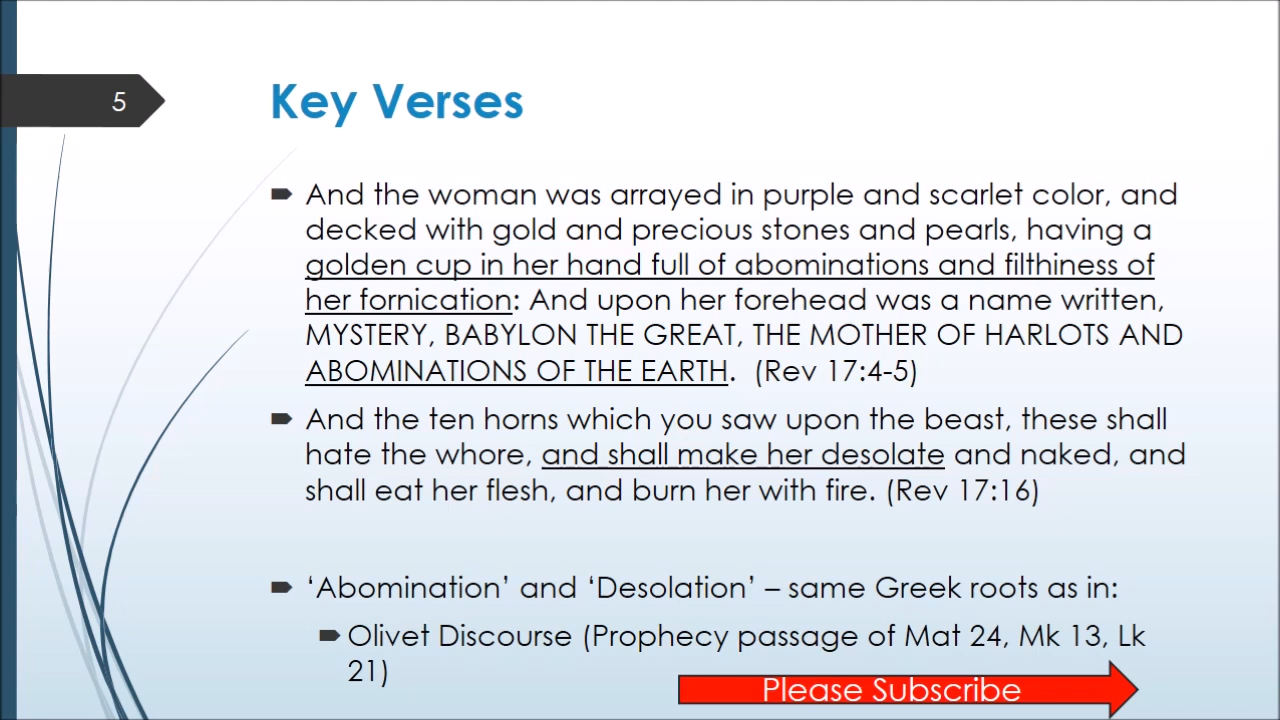 5
Key Verses
And the woman was arrayed in purple and scarlet color, and
decked with gold and precious stones and pearls, having a
golden cup in her hand full of abominations and filthiness of
her fornication: And upon her forehead was a name written,
MYSTERY, BABYLON THE GREAT, THE MOTHER OF HARLOTS AND
ABOMINATIONS OF THE EARTH. (Rev 17:4-5)
And the ten horns which you saw upon the beast, these shall
hate the whore, and shall make her desolate and naked, and
shall eat her flesh, and burn her with fire. (Rev 17:16)
‘Abomination’ and ‘Desolation’ – same Greek roots as in:
Olivet Discourse (Prophecy passage of Mat 24, Mk 13, Lk
21)
Please Subscribe